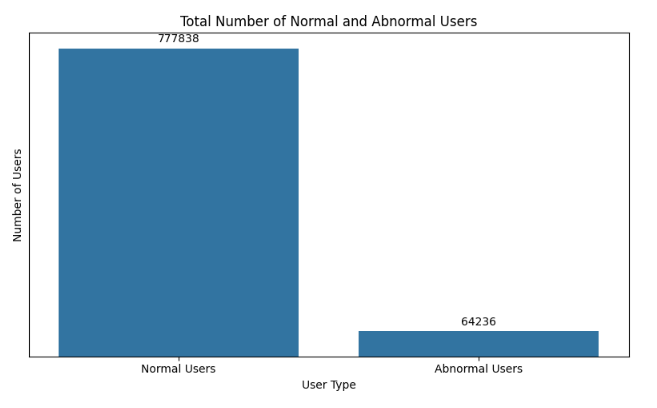 Total Number of Normal and Abnormal Users
777838
64236
Number of Users
Normal Users
Abnormal Users
User Type